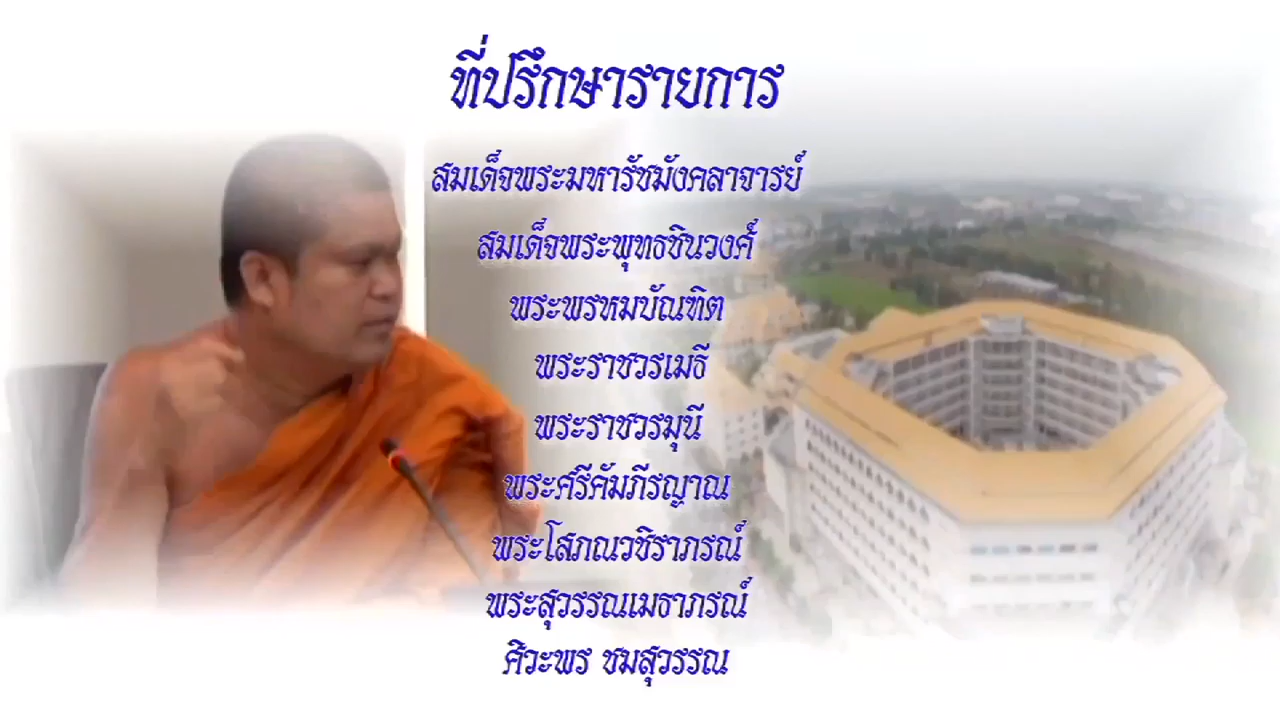 ที่ปรึกษารายการ
สมเด็จพระมหารัชมังคลาจารย์
สมเด็จพระพุทธชินวงศ์
พระพรหมบัณฑิต
พระราชวรเมธี
พระราชวรมุนี
พระศรีคัมภีรญาณ
พระโสภณวชิราภรณ์
พระสุวรรณเมธาภรณ์
ศิวะพร ชมสุวรรณ